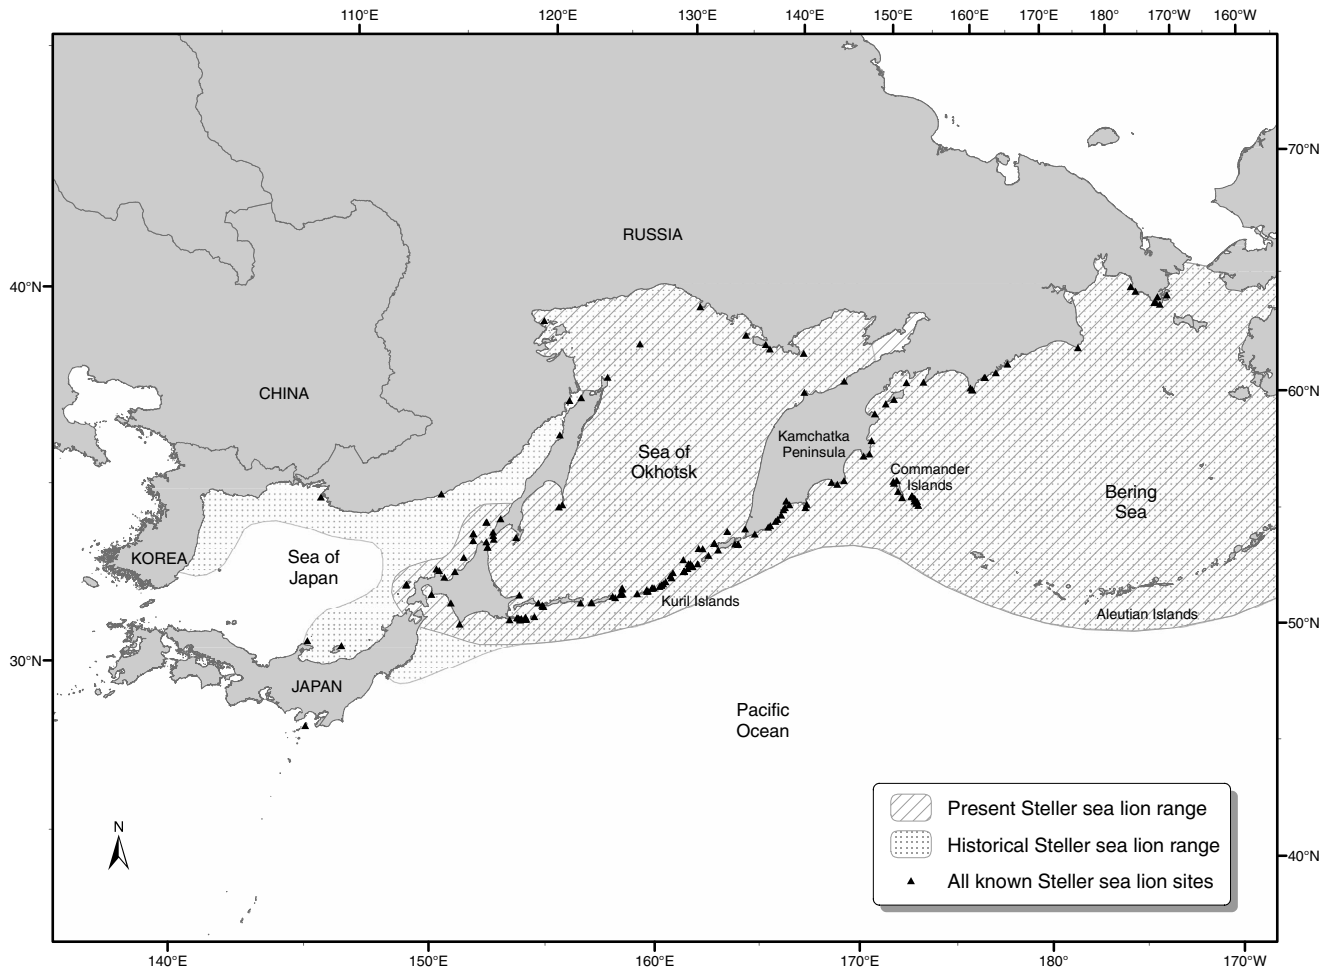 110°E
120°E
130°E
140°E
150°E
160°E
170°E
180°
170°W
160°W
70°N
RUSSIA
40°N
60°N
CHINA
Kamchatka
Peninsula
Sea of
Okhotsk
Commander
Islands
Bering
Sea
KOREA
Sea of
Japan
Kuril Islands
Aleutian Islands
50°N
30°N
JAPAN
Pacific
Ocean
Present Steller sea lion range
Historical Steller sea lion range
All known Steller sea lion sites
N
40°N
140°E
150°E
160°E
170°E
180°
170°W